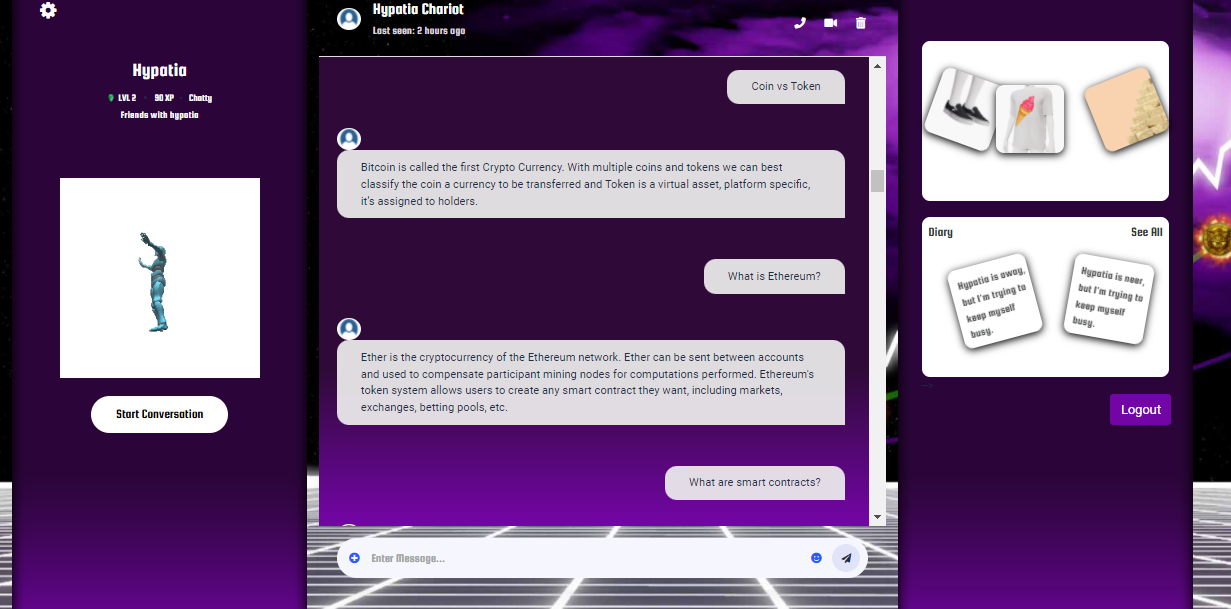 Hypatia
LVL 2 · 90 XP · Chatty
Friends with hypatia
Start Conversation
Hypatia Chariot
Last seen: 2 hours ago
Coin vs Token
Bitcoin is called the first Crypto Currency. With multiple coins and tokens we can best
classify the coin a currency to be transferred and Token is a virtual asset, platform specific,
it's assigned to holders.
What is Ethereum?
Ether is the cryptocurrency of the Ethereum network. Ether can be sent between accounts
and used to compensate participant mining nodes for computations performed. Ethereum's
token system allows users to create any smart contract they want, including markets,
exchanges, betting pools, etc.
What are smart contracts?
Enter Message...
Diary
See All
Hypatia is away,
but I'm trying to
keep myself
busy.
Hypatia is neer,
but I'm trying to
keep myself
busy.
-->
Logout